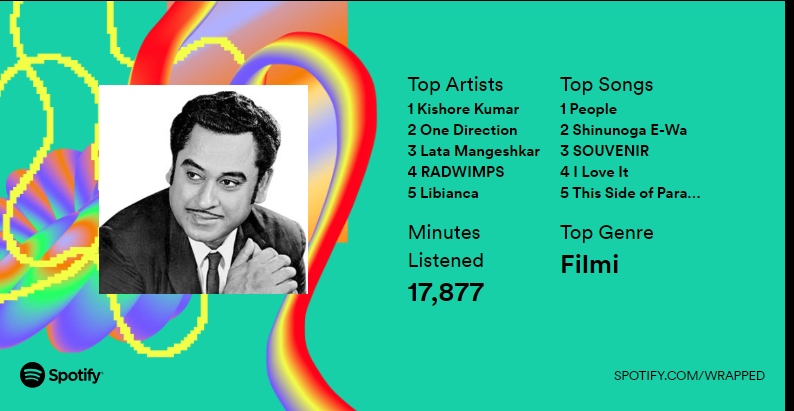 Top Artists
1 Kishore Kumar
2 One Direction
3 Lata Mangeshkar
4 RADWIMPS
5 Libianca
Top Songs
1 People
2 Shinunoga E-Wa
3 SOUVENIR
4 I Love It
5 This Side of Para...
Minutes
Listened
17,877
Top Genre
Filmi
Spotify
SPOTIFY.COM/WRAPPED